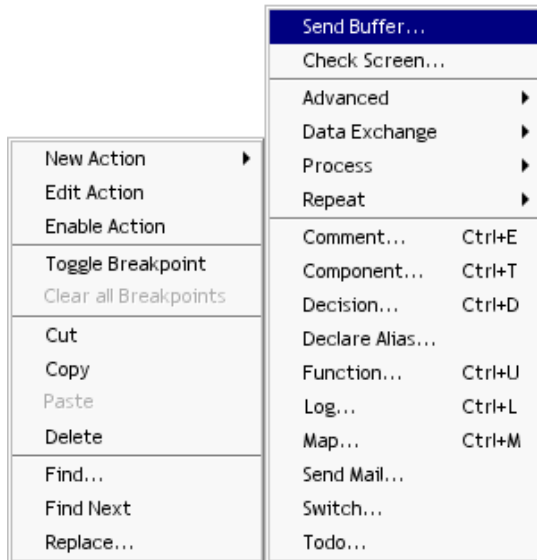 New Action
Edit Action
Enable Action
Toggle Breakpoint
Clear all Breakpoints
Cut
Copy
Paste
Delete
Find...
Find Next
Replace...
Send Buffer...
Check Screen...
Advanced
Data Exchange
Process
Repeat
Comment... Ctrl+E
Component... Ctrl+T
Decision... Ctrl+D
Declare Alias...
Function... Ctrl+U
Log... Ctrl+L
Map... Ctrl+M
Send Mail...
Switch...
Todo...